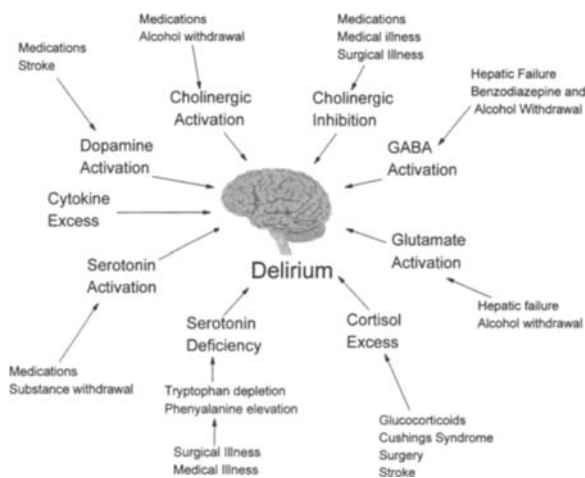 Medications
Alcohol withdrawal
Medications
Medical illness
Surgical Illness
Medications
Stroke
Cholinergic
Activation
Cholinergic
Inhibition
Hepatic Failure
Benzodiazepine and
Alcohol Withdrawal
Dopamine
Activation
GABA
Activation
Cytokine
Excess
Glutamate
Activation
Serotonin
Activation
Delirium
Hepatic failure
Alcohol withdrawal
Serotonin
Deficiency
Cortisol
Excess
Medications
Substance withdrawal
Tryptophan depletion
Phenyalanine elevation
Glucocorticoids
Cushings Syndrome
Surgery
Stroke
Surgical Illness
Medical Illness